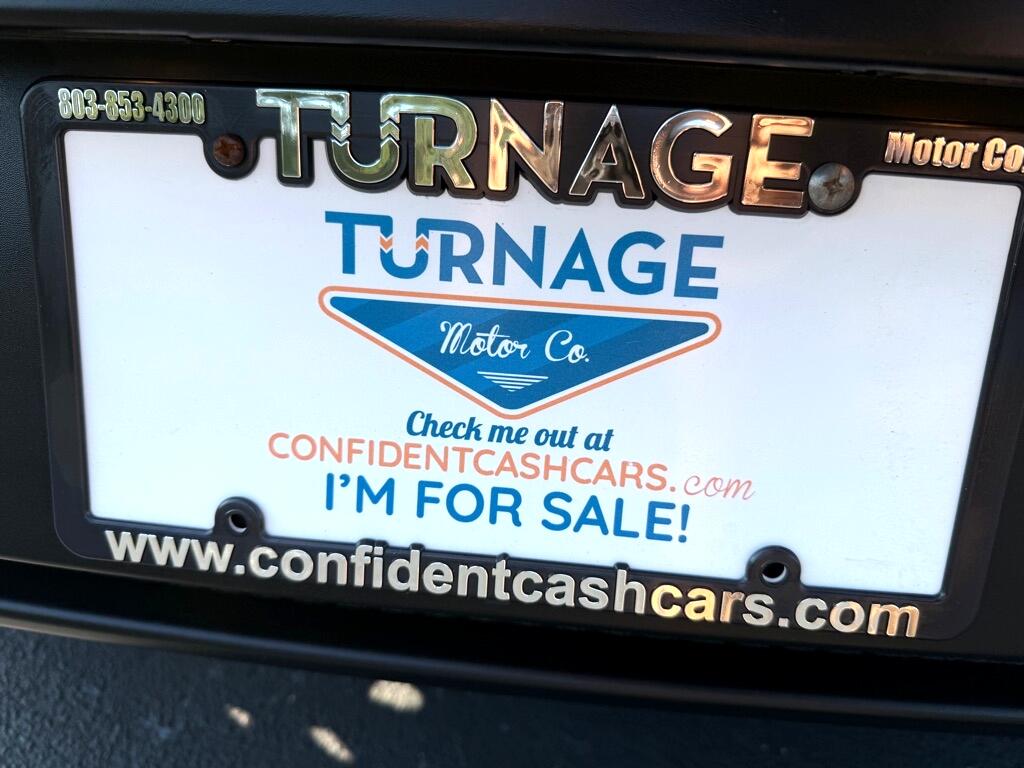 803-853-4300
TURNAGE
Motor Co.
TURNAGE
Motor Co.
Check me out at
CONFIDENTCASHCARS.com
I'M FOR SALE!
www.confidentcashcars.com